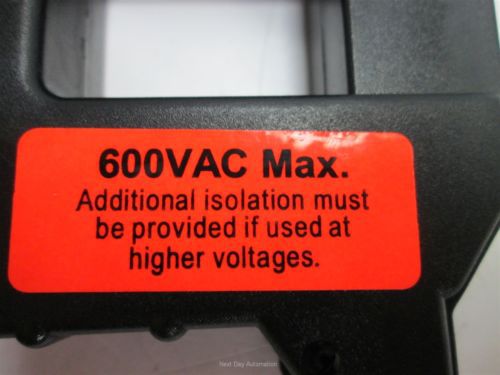 600VAC Max.
Additional isolation must
be provided if used at
higher voltages.
Next Day Automation